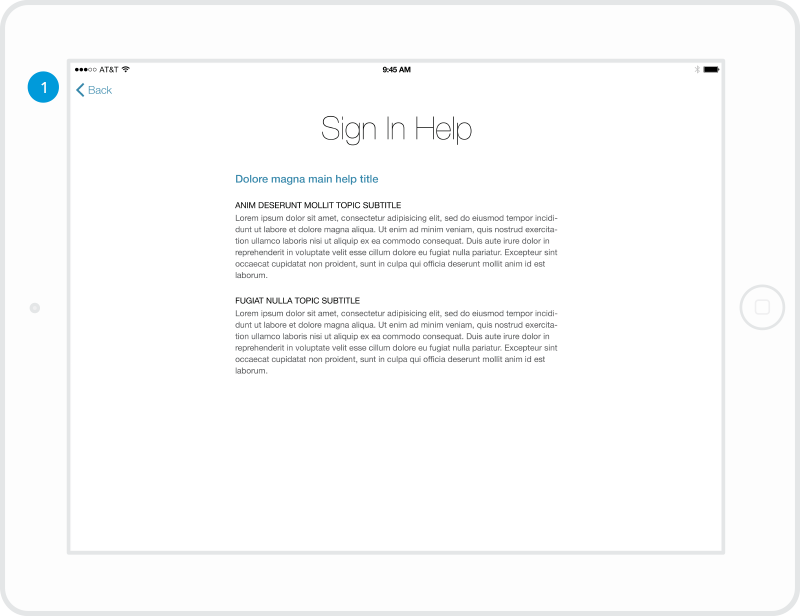 AT&T 9:45 AM
1
Back
Sign In Help
Dolore magna main help title
ANIM DESERUNT MOLLIT TOPIC SUBTITLE
Lorem ipsum dolor sit amet, consectetur adipisicing elit, sed do eiusmod tempor incidi-
dunt ut labore et dolore magna aliqua. Ut enim ad minim veniam, quis nostrud exercita-
tion ullamco laboris nisi ut aliquip ex ea commodo consequat. Duis aute irure dolor in
reprehenderit in voluptate velit esse cillum dolore eu fugiat nulla pariatur. Excepteur sint
occaecat cupidatat non proident, sunt in culpa qui officia deserunt mollit anim id est
laborum.
FUGIAT NULLA TOPIC SUBTITLE
Lorem ipsum dolor sit amet, consectetur adipisicing elit, sed do eiusmod tempor incidi-
dunt ut labore et dolore magna aliqua. Ut enim ad minim veniam, quis nostrud exercita-
tion ullamco laboris nisi ut aliquip ex ea commodo consequat. Duis aute irure dolor in
reprehenderit in voluptate velit esse cillum dolore eu fugiat nulla pariatur. Excepteur sint
occaecat cupidatat non proident, sunt in culpa qui officia deserunt mollit anim id est
laborum.